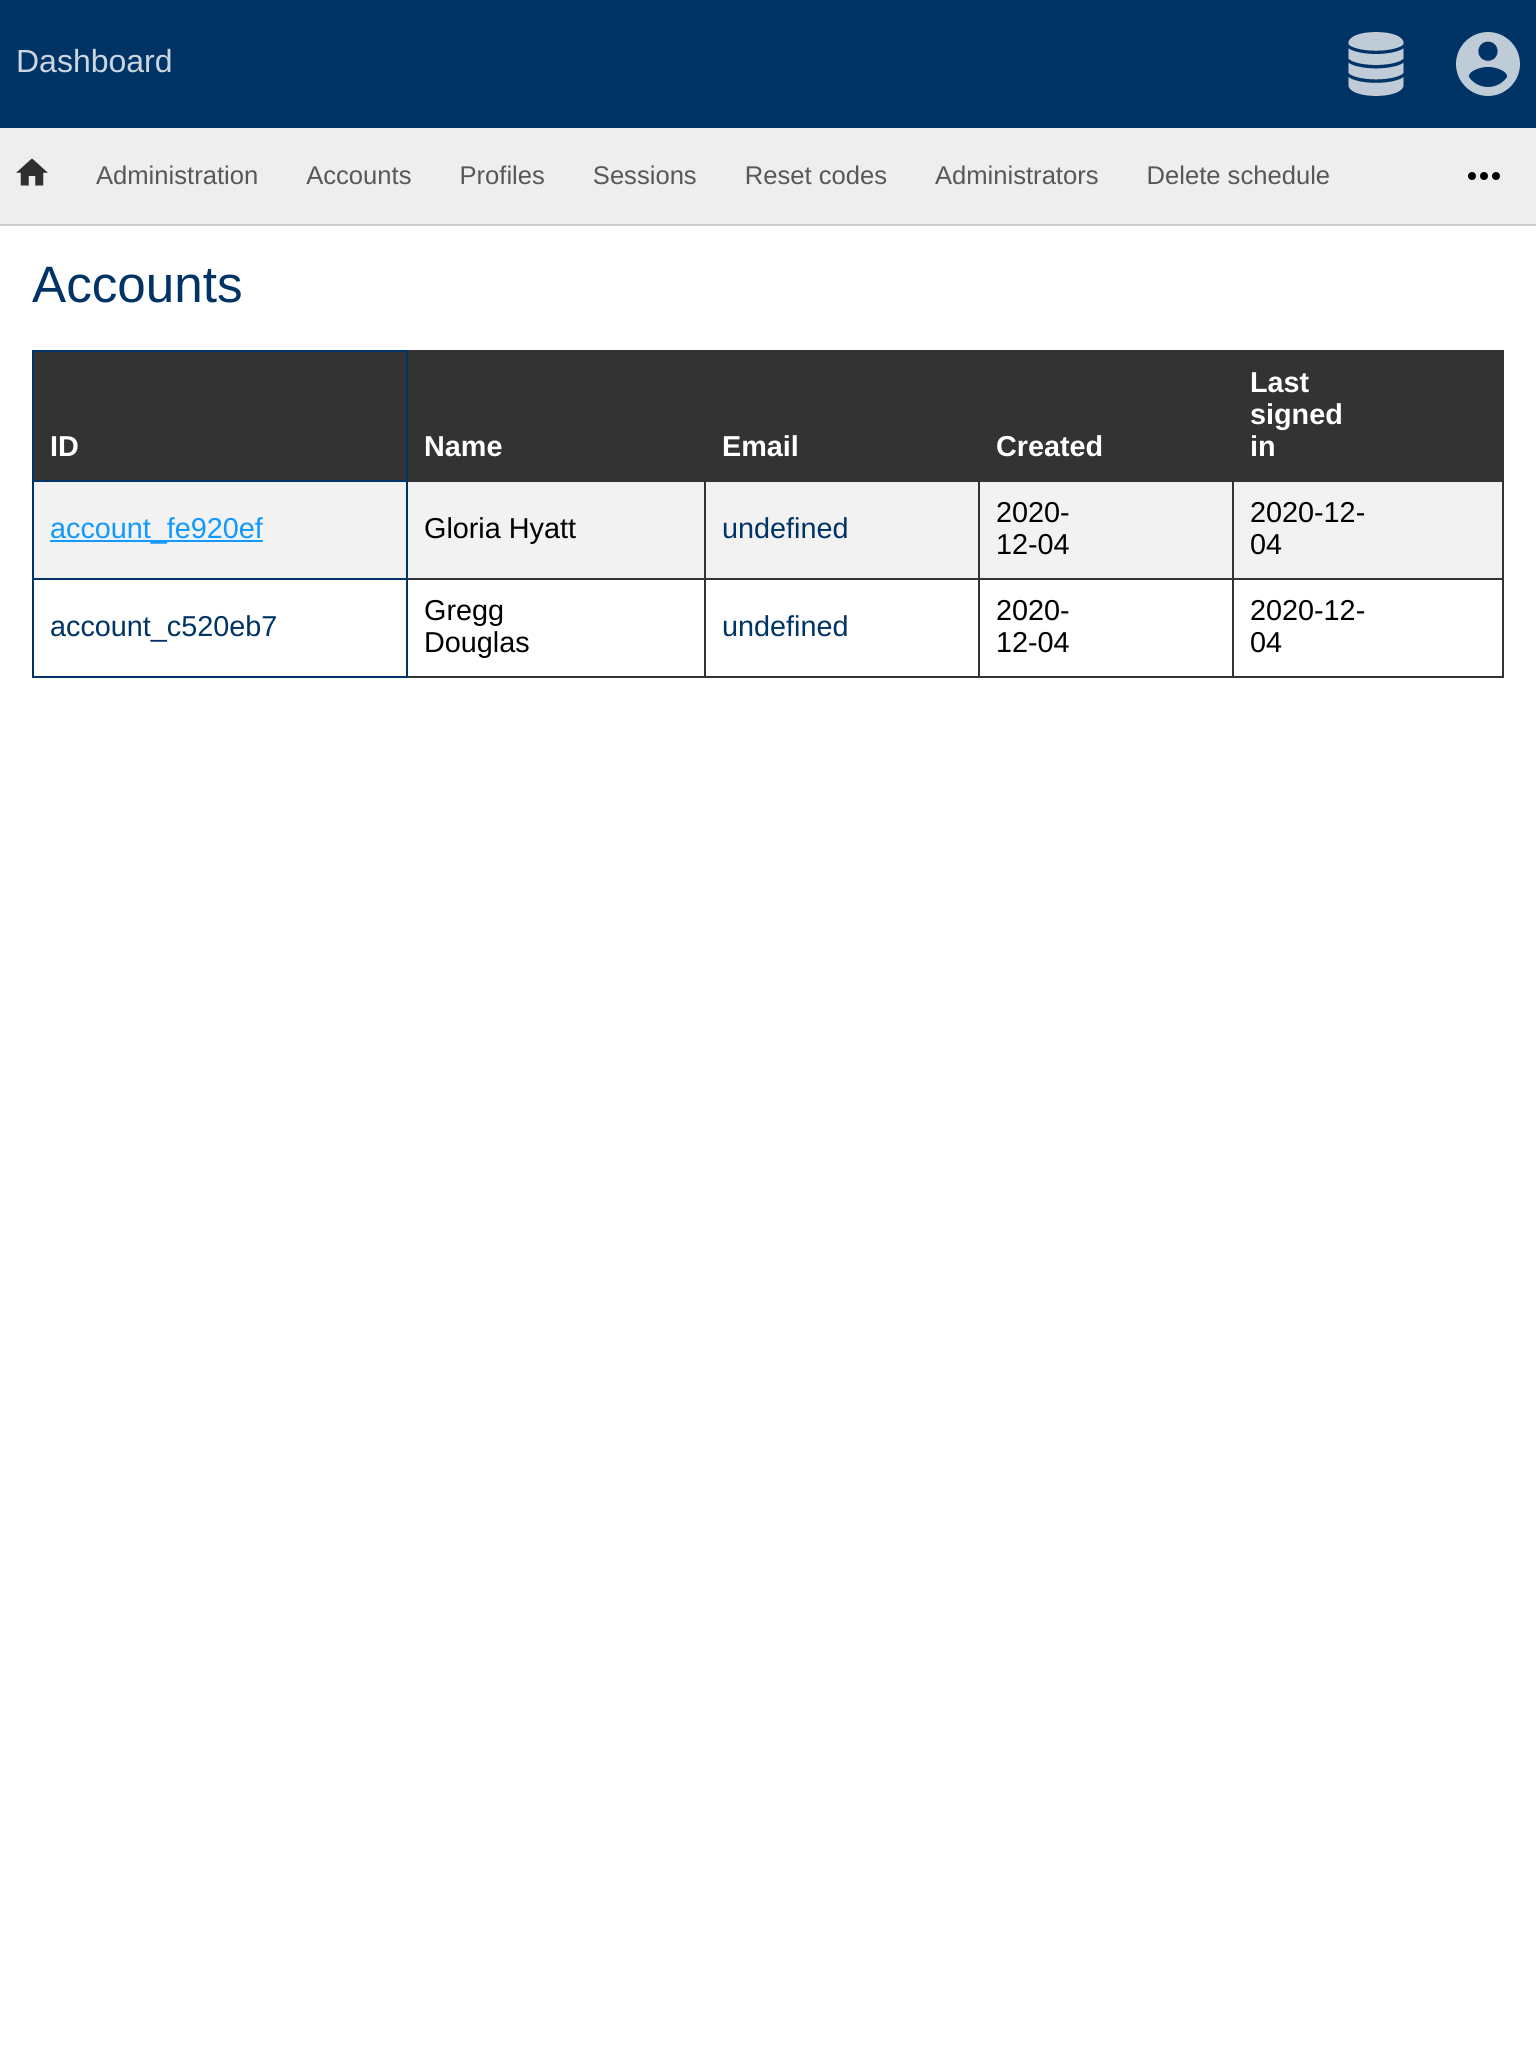 Dashboard
Administration Accounts Profiles Sessions Reset codes Administrators Delete schedule
Accounts
ID Name Email Created Last
signed
in
account_fe920ef Gloria Hyatt undefined 2020-
12-04 2020-12-
04
account_c520eb7 Gregg
Douglas undefined 2020-
12-04 2020-12-
04